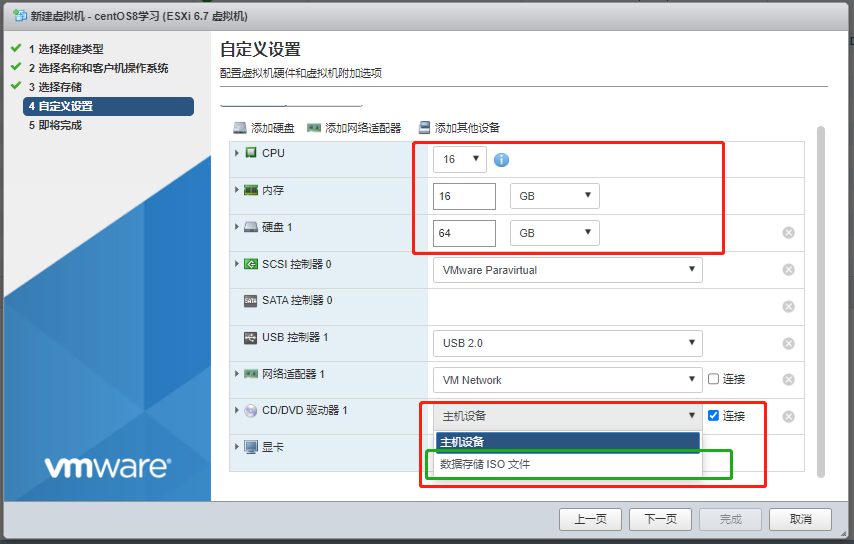 新建虚拟机 - centOS8学习 (ESXi 6.7 虚拟机)
1 选择创建类型
2 选择名称和客户机操作系统
3 选择存储
4 自定义设置
5 即将完成
自定义设置
配置虚拟机硬件和虚拟机附加选项
添加硬盘 添加网络适配器 添加其他设备
CPU 16
内存 16 GB
硬盘 1 64 GB
SCSI 控制器 0 VMware Paravirtual
SATA 控制器 0
USB 控制器 1 USB 2.0
网络适配器 1 VM Network 连接
CD/DVD 驱动器 1 主机设备 连接
主机设备
显卡
数据存储 ISO 文件
vmware®
上一页 下一页 完成 取消